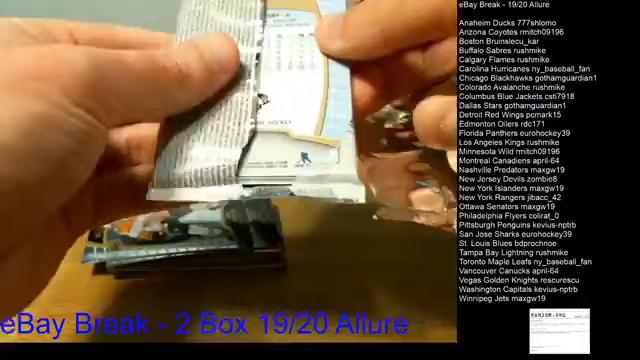 eBay Break - 19/20 Allure
Anaheim Ducks 777shlomo
Arizona Coyotes rmitch09196
Boston Bruinslecu_kar
Buffalo Sabres rushmike
Calgary Flames rushmike
Carolina Hurricanes ny_baseball_fan
Chicago Blackhawks gothamguardian1
Colorado Avalanche rushmike
Columbus Blue Jackets csti7918
Dallas Stars gothamguardian1
Detroit Red Wings pcmark15
Edmonton Oilers rdc171
Florida Panthers eurohockey39
Los Angeles Kings rushmike
Minnesota Wild rmitch09196
Montreal Canadiens april-64
Nashville Predators maxgw19
New Jersey Devils zombie8
New York Islanders maxgw19
New York Rangers jibacc_42
Ottawa Senators maxgw19
Philadelphia Flyers colirat_0
Pittsburgh Penguins kevius-nptrb
San Jose Sharks eurohockey39
St. Louis Blues bdprochnoe
Tampa Bay Lightning rushmike
Toronto Maple Leafs ny_baseball_fan
Vancouver Canucks april-64
Vegas Golden Knights rescurescu
Washington Capitals kevius-nptrb
Winnipeg Jets maxgw19
RANDOM.ORG
eBay Break - 2 Box 19/20 Allure